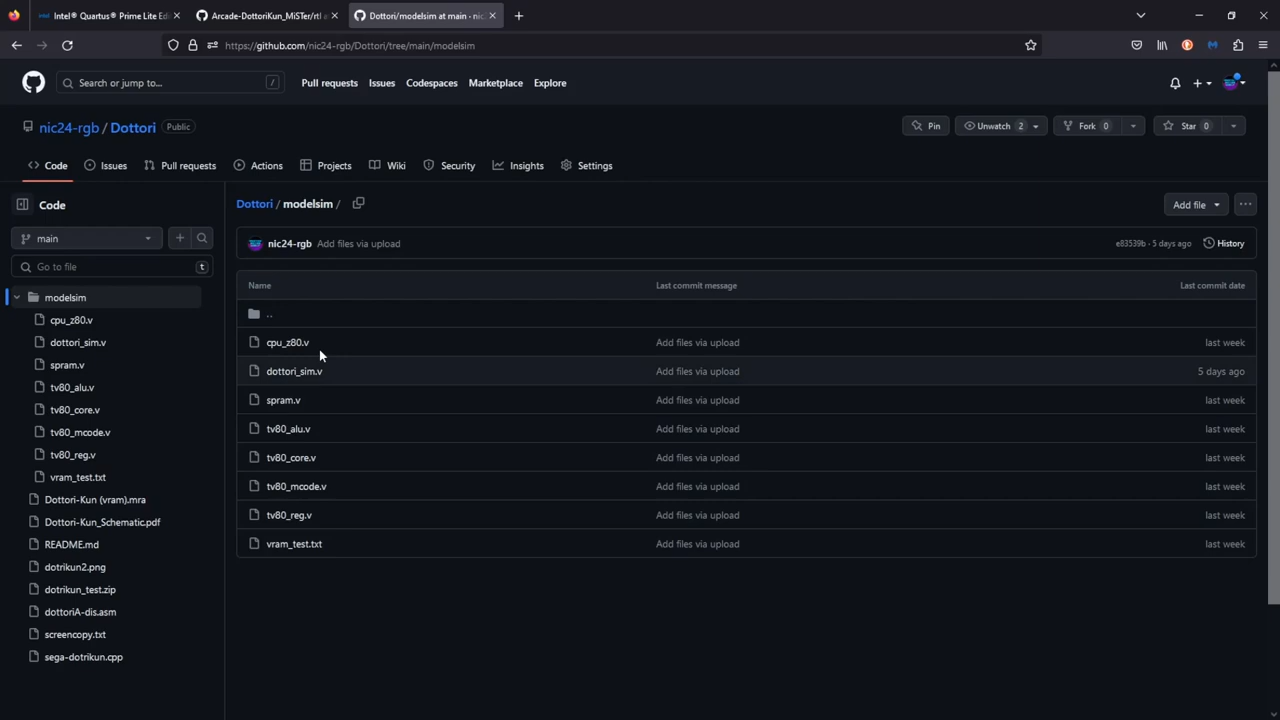 Intel® Quartus® Prime Lite Edi
Arcade-DottoriKun_MiSTer/rtl a
Dottori/modelsim at main · nic
https://github.com/nic24-rgb/Dottori/tree/main/modelsim
Search or jump to...
/
Pull requests
Issues
Codespaces
Marketplace
Explore
nic24-rgb / Dottori
Public
Pin
Unwatch 2
Fork 0
Star 0
Code
Issues
Pull requests
Actions
Projects
Wiki
Security
Insights
Settings
Code
main
Go to file
t
modelsim
cpu_z80.v
dottori_sim.v
spram.v
tv80_alu.v
tv80_core.v
tv80_mcode.v
tv80_reg.v
vram_test.txt
Dottori-Kun (vram).mra
Dottori-Kun_Schematic.pdf
README.md
dotrikun2.png
dotrikun_test.zip
dottoriA-dis.asm
screencopy.txt
sega-dotrikun.cpp
Dottori / modelsim /
Add file
nic24-rgb Add files via upload
e83539b · 5 days ago
History
Name Last commit message Last commit date
..
cpu_z80.v Add files via upload last week
dottori_sim.v Add files via upload 5 days ago
spram.v Add files via upload last week
tv80_alu.v Add files via upload last week
tv80_core.v Add files via upload last week
tv80_mcode.v Add files via upload last week
tv80_reg.v Add files via upload last week
vram_test.txt Add files via upload last week